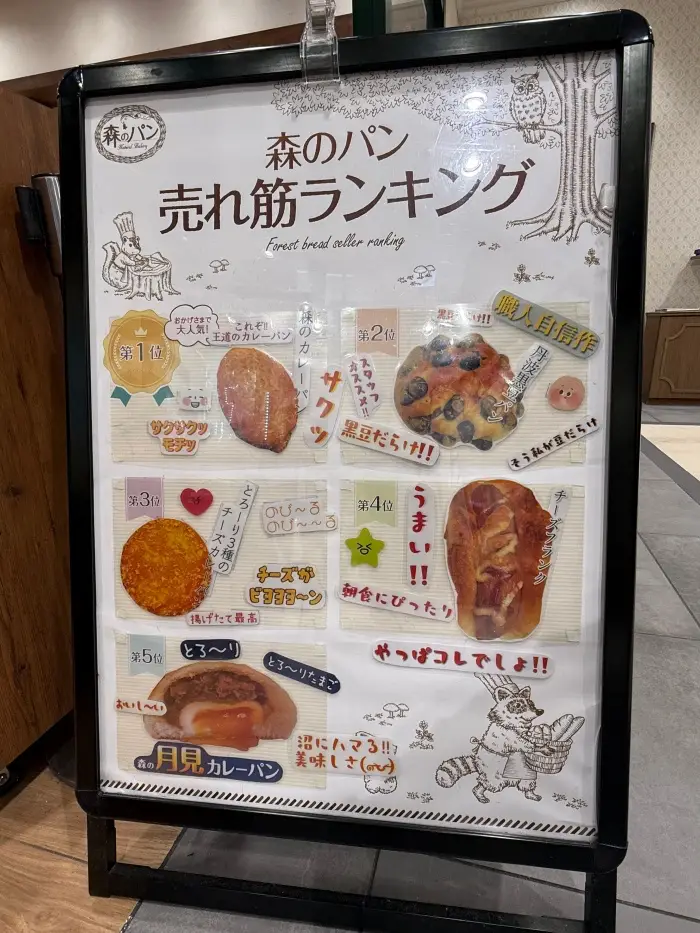 森のパン
Natural Bakery
森のパン
売れ筋ランキング
Forest bread seller ranking
第1位
おかげさまで
大人気!
これぞ!!
王道のカレーパン
森のカレーパン
サクッ
サクサクッ
モチッ
第2位
職人自信作
丹波黒豆パン
スタッフ
オススメ!!
黒豆だらけ!!
そう私が豆だらけ
第3位
とろーり3種の
チーズカ
のび〜る
のび〜〜る
チーズが
ビヨヨヨ〜ン
揚げたて最高
第4位
うまい!!
チーズフランク
朝食にぴったり
やっぱコレでしょ!!
第5位
とろ〜り
とろ〜りたまご
おいし〜い
森の月見カレーパン
沼にハマる!!
美味しさ